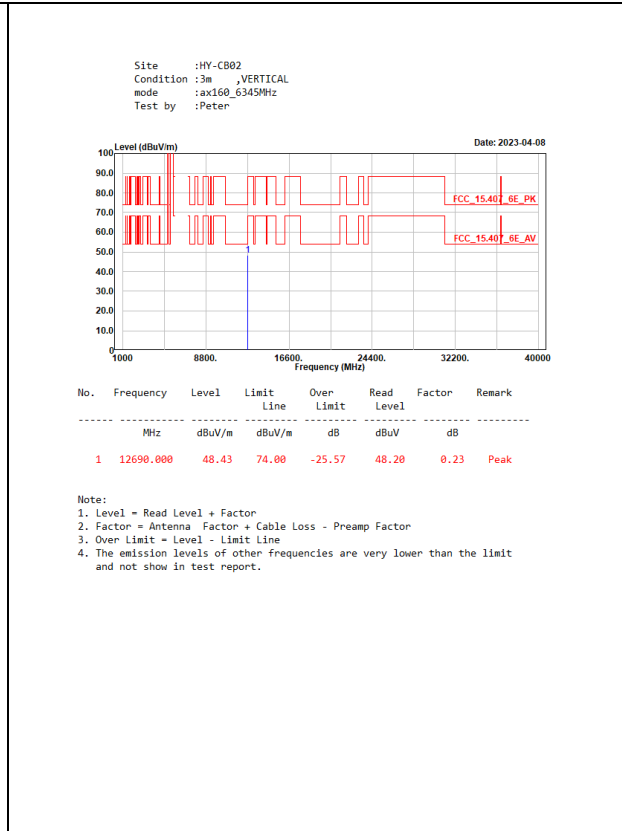 Site :HY-CB02
Condition :3m ,VERTICAL
mode :ax160_6345MHz
Test by :Peter
Level (dBuV/m) Date: 2023-04-08
100
90.0
80.0
FCC_15.407_6E_PK
70.0
60.0
FCC_15.407_6E_AV
50.0
1
40.0
30.0
20.0
10.0
0
1000 8800. 16600. 24400. 32200. 40000
Frequency (MHz)
No. Frequency Level Limit Over Read Factor Remark
Line Limit Level
------ ----------- -------- --------- --------- -------- -------- ---------
MHz dBuV/m dBuV/m dB dBuV dB
1 12690.000 48.43 74.00 -25.57 48.20 0.23 Peak
Note:
1. Level = Read Level + Factor
2. Factor = Antenna Factor + Cable Loss - Preamp Factor
3. Over Limit = Level - Limit Line
4. The emission levels of other frequencies are very lower than the limit
and not show in test report.